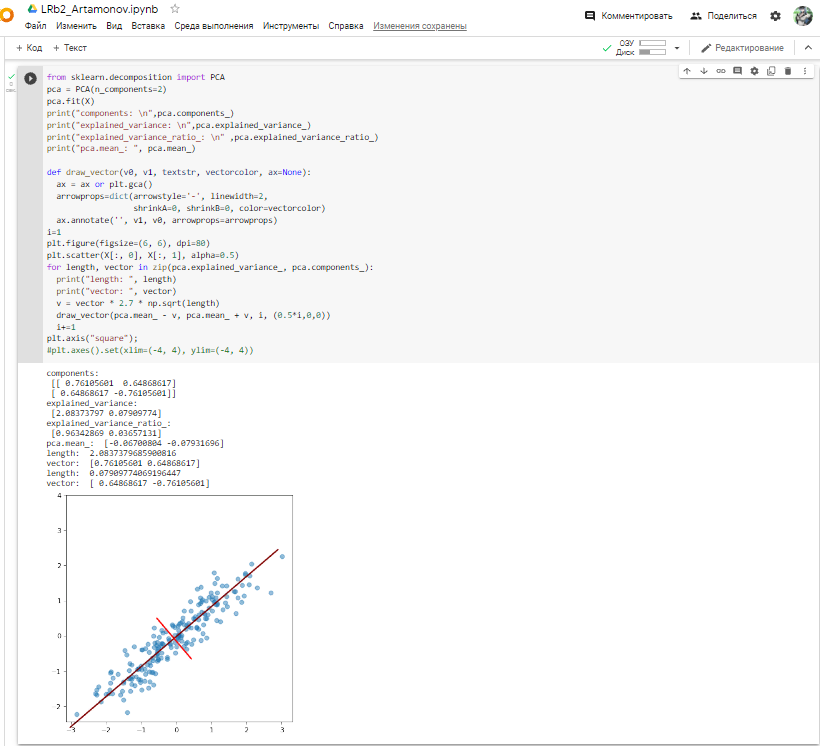 LRb2_Artamonov.ipynb
Файл Изменить Вид Вставка Среда выполнения Инструменты Справка Изменения сохранены
Комментировать Поделиться
+ Код + Текст
ОЗУ
Диск
Редактирование
from sklearn.decomposition import PCA
pca = PCA(n_components=2)
pca.fit(X)
print("components: \n",pca.components_)
print("explained_variance: \n",pca.explained_variance_)
print("explained_variance_ratio_: \n" ,pca.explained_variance_ratio_)
print("pca.mean_: ", pca.mean_)
def draw_vector(v0, v1, textstr, vectorcolor, ax=None):
ax = ax or plt.gca()
arrowprops=dict(arrowstyle='-', linewidth=2,
shrinkA=0, shrinkB=0, color=vectorcolor)
ax.annotate('', v1, v0, arrowprops=arrowprops)
i=1
plt.figure(figsize=(6, 6), dpi=80)
plt.scatter(X[:, 0], X[:, 1], alpha=0.5)
for length, vector in zip(pca.explained_variance_, pca.components_):
print("length: ", length)
print("vector: ", vector)
v = vector * 2.7 * np.sqrt(length)
draw_vector(pca.mean_ - v, pca.mean_ + v, i, (0.5*i,0,0))
i+=1
plt.axis("square");
#plt.axes().set(xlim=(-4, 4), ylim=(-4, 4))
components:
[[ 0.76105601 0.64868617]
[ 0.64868617 -0.76105601]]
explained_variance:
[2.08373797 0.07909774]
explained_variance_ratio_:
[0.96342869 0.03657131]
pca.mean_: [-0.06700804 -0.07931696]
length: 2.0837379685900816
vector: [0.76105601 0.64868617]
length: 0.07909774069196447
vector: [ 0.64868617 -0.76105601]
4
3
2
1
0
−1
−2
−3 −2 −1 0 1 2 3